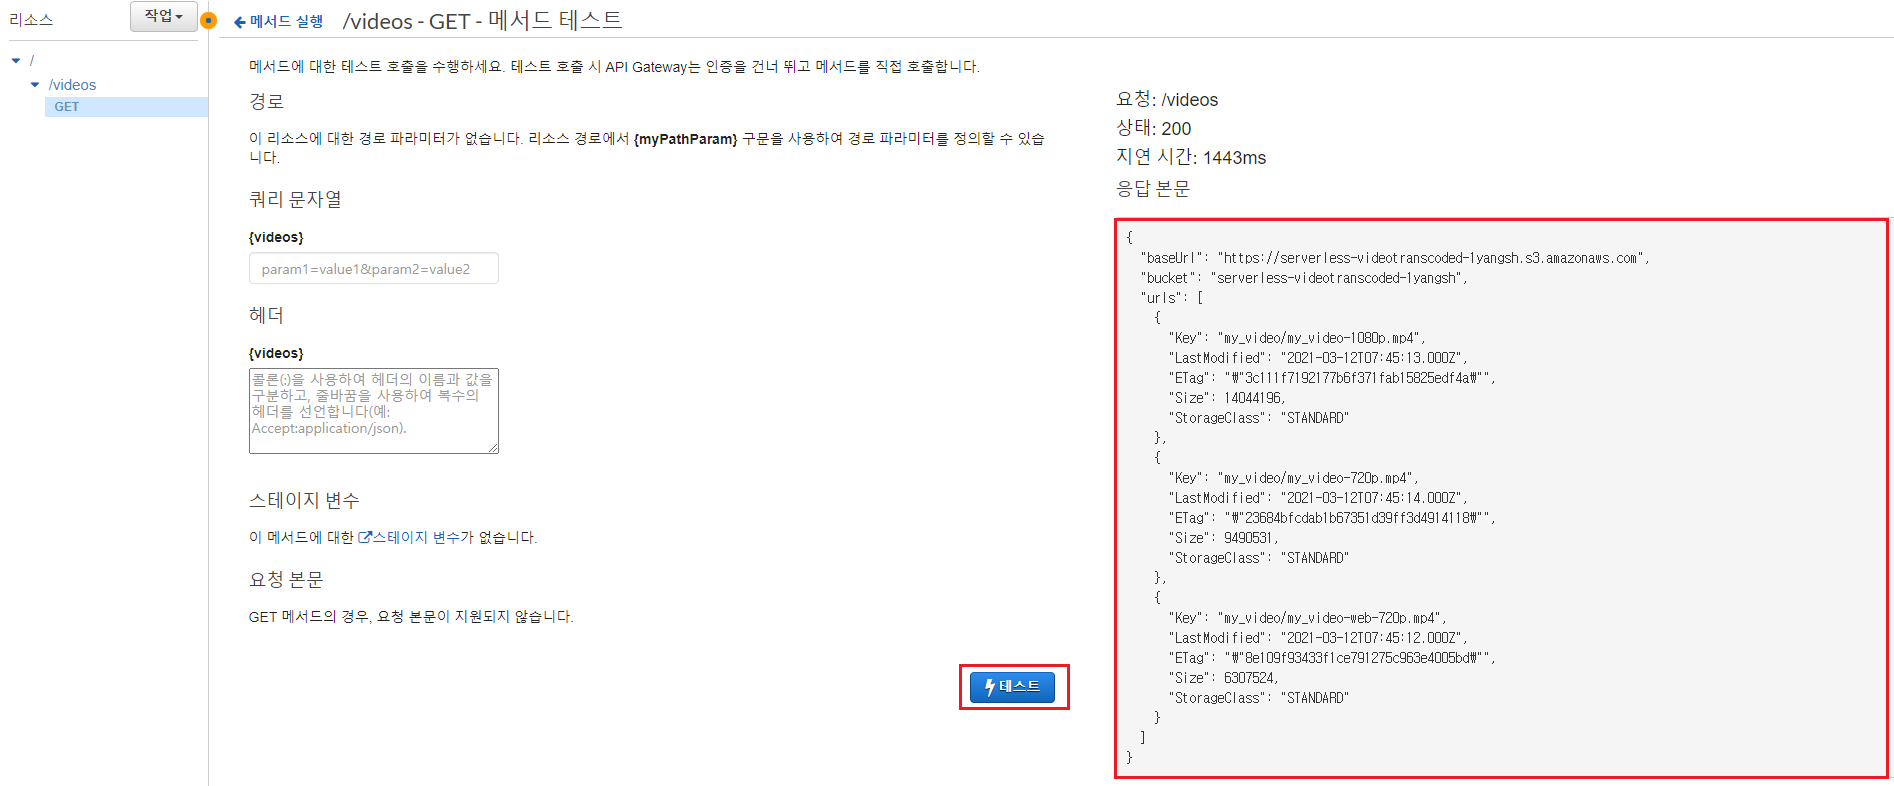 리소스
작업
메서드 실행
/videos - GET - 메서드 테스트
/
/videos
GET
메서드에 대한 테스트 호출을 수행하세요. 테스트 호출 시 API Gateway는 인증을 건너 뛰고 메서드를 직접 호출합니다.
경로
이 리소스에 대한 경로 파라미터가 없습니다. 리소스 경로에서 {myPathParam} 구문을 사용하여 경로 파라미터를 정의할 수 있습
니다.
쿼리 문자열
{videos}
param1=value1&param2=value2
헤더
{videos}
콜론(:)을 사용하여 헤더의 이름과 값을
구분하고, 줄바꿈을 사용하여 복수의
헤더를 선언합니다(예:
Accept:application/json).
스테이지 변수
이 메서드에 대한 스테이지 변수가 없습니다.
요청 본문
GET 메서드의 경우, 요청 본문이 지원되지 않습니다.
테스트
요청: /videos
상태: 200
지연 시간: 1443ms
응답 본문
{
"baseUrl": "https://serverless-videotranscoded-1yangsh.s3.amazonaws.com",
"bucket": "serverless-videotranscoded-1yangsh",
"urls": [
{
"Key": "my_video/my_video-1080p.mp4",
"LastModified": "2021-03-12T07:45:13.000Z",
"ETag": "₩"3c111f7192177b6f371fab15825edf4a₩"",
"Size": 14044196,
"StorageClass": "STANDARD"
},
{
"Key": "my_video/my_video-720p.mp4",
"LastModified": "2021-03-12T07:45:14.000Z",
"ETag": "₩"23684bfcdab1b67351d39ff3d4914118₩"",
"Size": 9490531,
"StorageClass": "STANDARD"
},
{
"Key": "my_video/my_video-web-720p.mp4",
"LastModified": "2021-03-12T07:45:12.000Z",
"ETag": "₩"8e109f93433f1ce791275c963e4005bd₩"",
"Size": 6307524,
"StorageClass": "STANDARD"
}
]
}